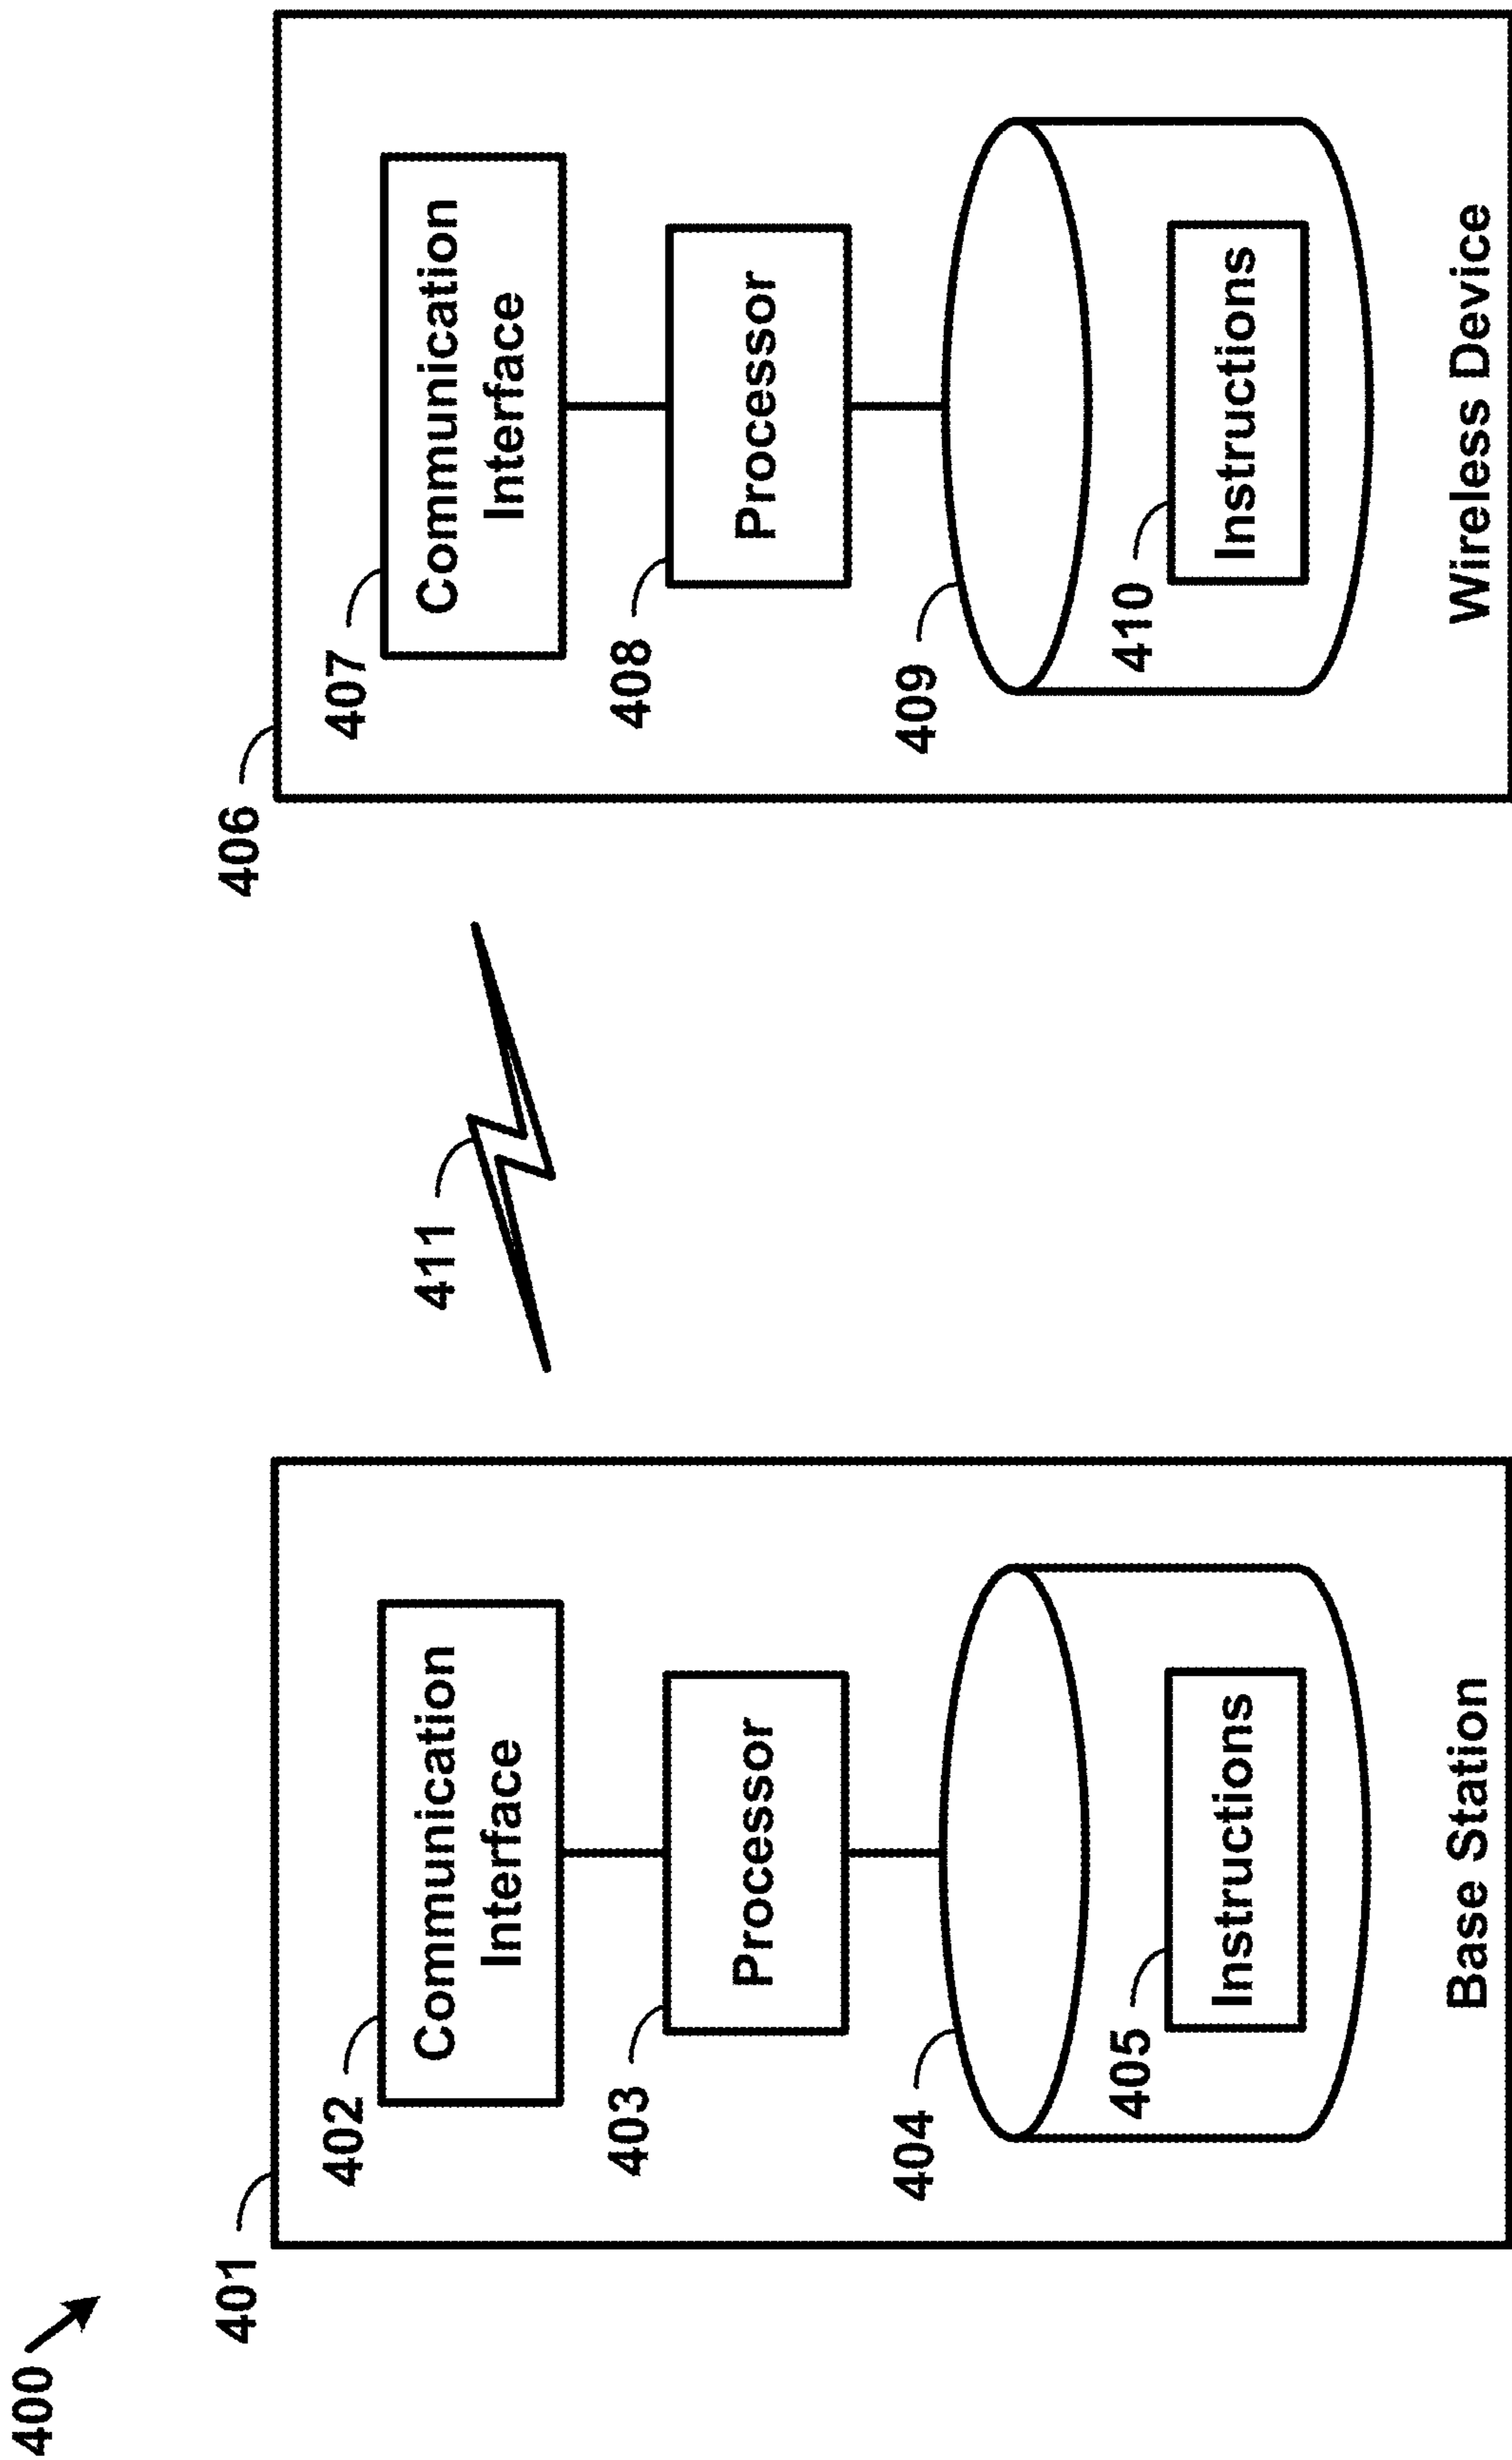 400
401
402
Communication
Interface
403
Processor
404
405
Instructions
Base Station
411
406
407
Communication
Interface
408
Processor
409
410
Instructions
Wireless Device